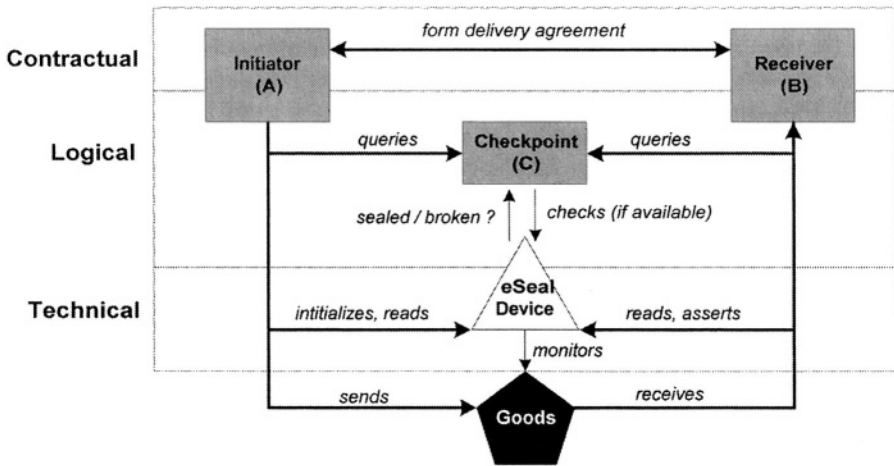 form delivery agreement
Contractual
Initiator
(A)
Receiver
(B)
Logical
queries
Checkpoint
(C)
queries
sealed / broken ?
checks (if available)
eSeal
Device
Technical
intitializes, reads
reads, asserts
monitors
sends
Goods
receives